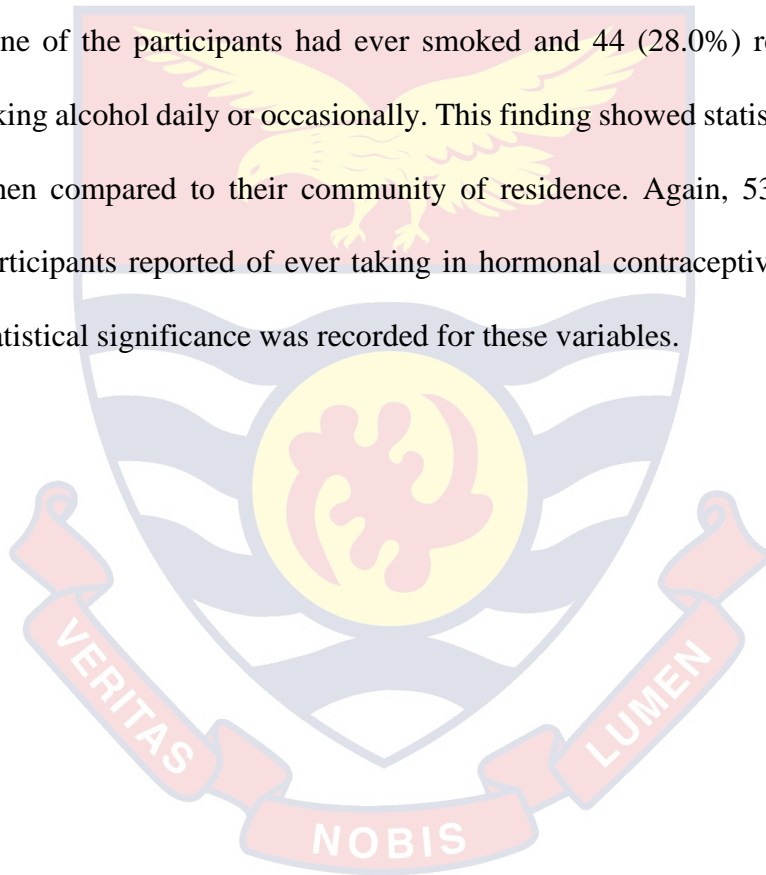 ne of the participants had ever smoked and 44 (28.0%) r
king alcohol daily or occasionally. This finding showed statis
hen compared to their community of residence. Again, 53
rticipants reported of ever taking in hormonal contraceptiv
atistical significance was recorded for these variables.
VERITAS
NOBIS
LUMEN